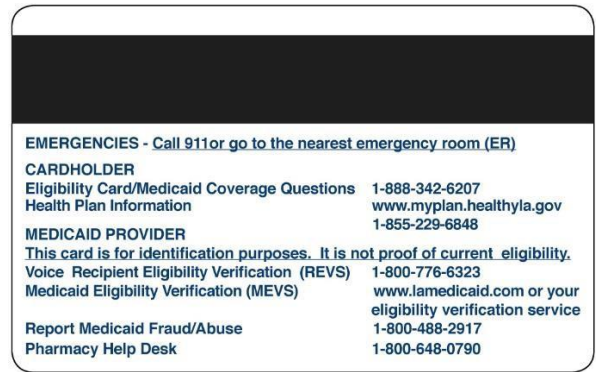 EMERGENCIES - Call 911or go to the nearest emergency room (ER)
CARDHOLDER
Eligibility Card/Medicaid Coverage Questions 1-888-342-6207
Health Plan Information www.myplan.healthyla.gov
1-855-229-6848
MEDICAID PROVIDER
This card is for identification purposes. It is not proof of current eligibility.
Voice Recipient Eligibility Verification (REVS) 1-800-776-6323
Medicaid Eligibility Verification (MEVS) www.lamedicaid.com or your
eligibility verification service
Report Medicaid Fraud/Abuse 1-800-488-2917
Pharmacy Help Desk 1-800-648-0790